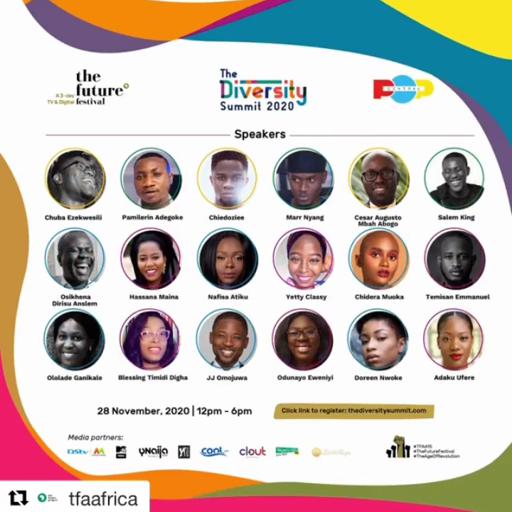 the
future
festival
A 3-day
TV & Digital
The
Diversity
Summit 2020
POP
CENTRAL
Speakers
Chuba Ezekwesili
Pamilerin Adegoke
Chiedoziee
Marr Nyang
Cesar Augusto
Mbah Abogo
Salem King
Osikhena
Dirisu Anslem
Hassana Maina
Nafisa Atiku
Yetty Classy
Chidera Muoka
Temisan Emmanuel
Ololade Ganikale
Blessing Timidi Digha
JJ Omojuwa
Odunayo Eweniyi
Doreen Nwoke
Adaku Ufere
28 November, 2020 | 12pm - 6pm
Click link to register: thediversitysummit.com
Media partners:
DStv
YNaija
clout
#TFAA15
#TheFutureFestival
#TheAgeOfRevolution
tfaafrica